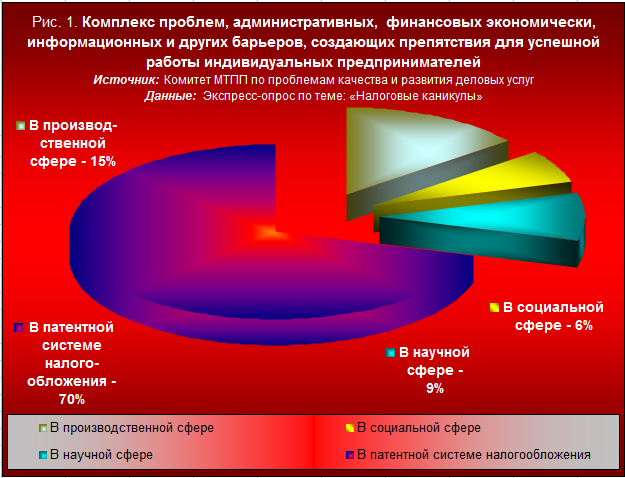 Рис. 1. Комплекс проблем, административных, финансовых экономически,
информационных и других барьеров, создающих препятствия для успешной
работы индивидуальных предпринимателей
Источник: Комитет МТПП по проблемам качества и развития деловых услуг
Данные: Экспресс-опрос по теме: «Налоговые каникулы»
В производ-
ственной
сфере - 15%
В социальной
сфере - 6%
В научной
сфере -
9%
В патентной
системе
налого-
обложения -
70%
В производственной сфере
В социальной сфере
В научной сфере
В патентной системе налогообложения